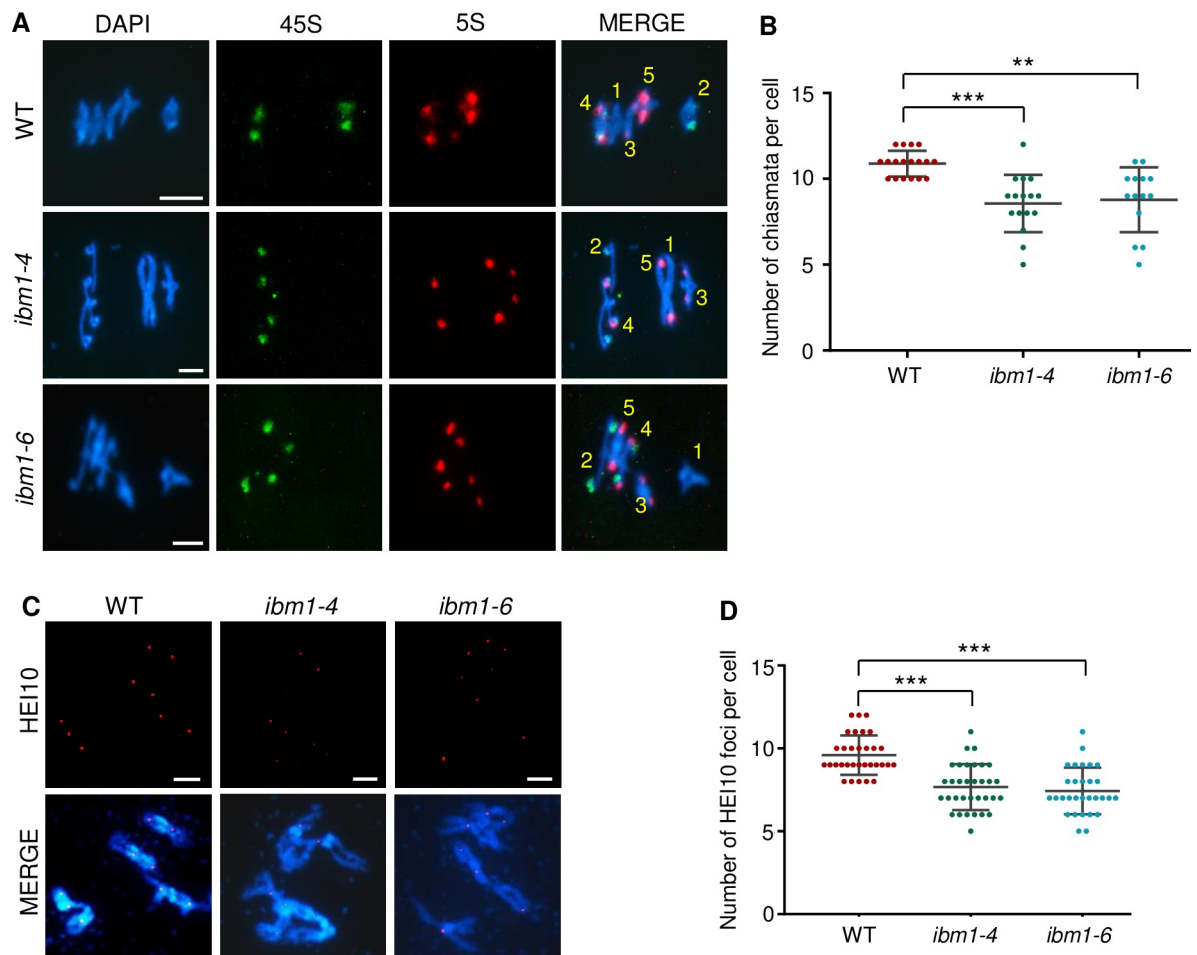 A
DAPI 45S 5S MERGE
WT
4 1 5 2 3
ibm1-4
2 1 5 3 4
ibm1-6
5 4 1 2 3
B
Number of chiasmata per cell
15
10
5
0
** 
***
WT ibm1-4 ibm1-6
C
WT ibm1-4 ibm1-6
HEI10
MERGE
D
Number of HEI10 foci per cell
15
10
5
0
***
***
WT ibm1-4 ibm1-6